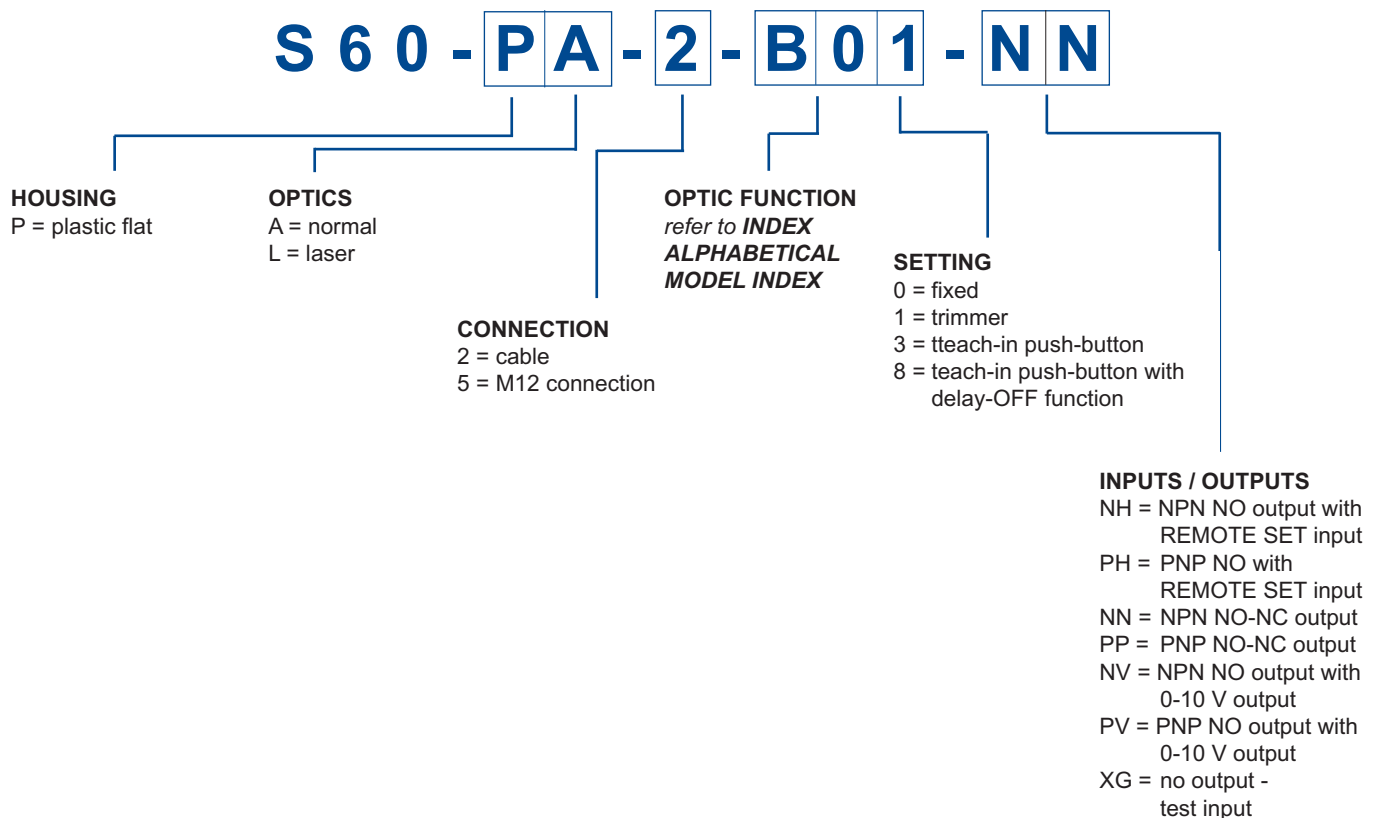 S60-PA-2-B01-NN
HOUSING
P = plastic flat
OPTICS
A = normal
L = laser
CONNECTION
2 = cable
5 = M12 connection
OPTIC FUNCTION
refer to INDEX
ALPHABETICAL
MODEL INDEX
SETTING
0 = fixed
1 = trimmer
3 = tteach-in push-button
8 = teach-in push-button with
delay-OFF function
INPUTS / OUTPUTS
NH = NPN NO output with
REMOTE SET input
PH = PNP NO with
REMOTE SET input
NN = NPN NO-NC output
PP = PNP NO-NC output
NV = NPN NO output with
0-10 V output
PV = PNP NO output with
0-10 V output
XG = no output -
test input